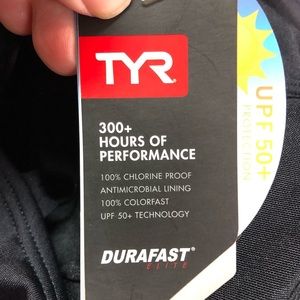 TYR
300+
HOURS OF
PERFORMANCE
100% CHLORINE PROOF
ANTIMICROBIAL LINING
100% COLORFAST
UPF 50+ TECHNOLOGY
DURAFAST®
ELITE
UPF 50+
PROTECTION